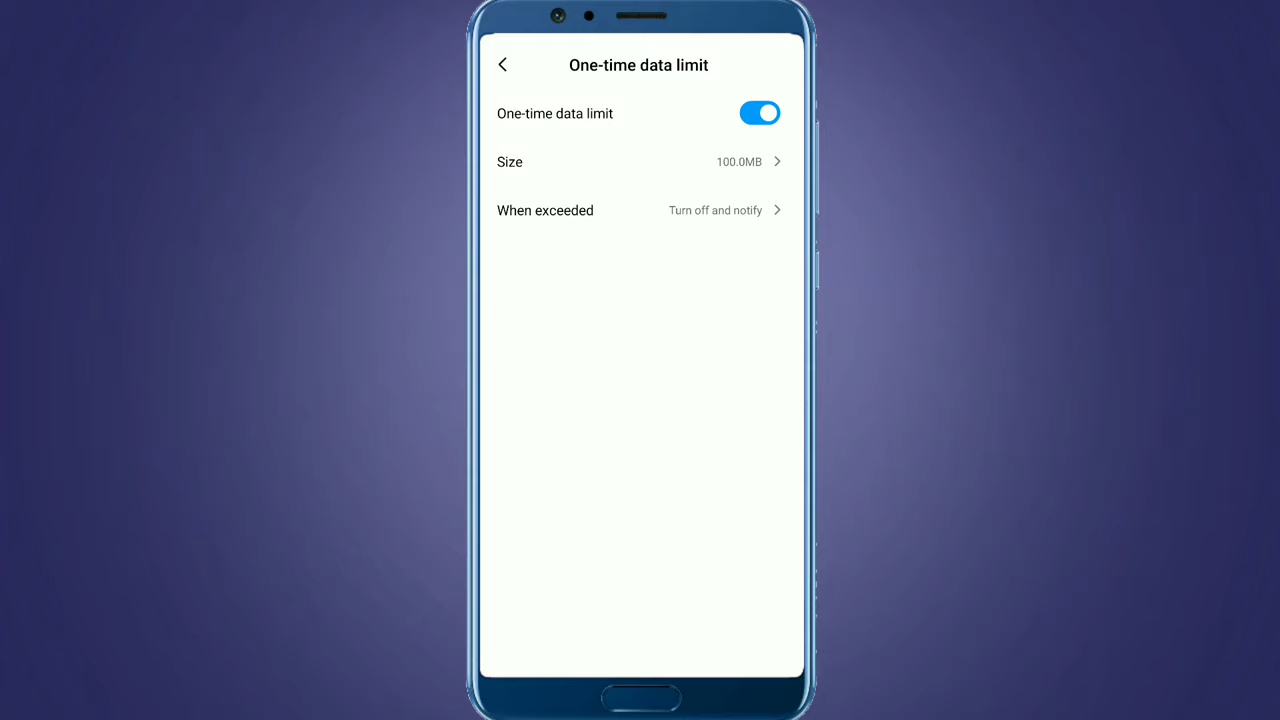 One-time data limit
One-time data limit
Size 100.0MB
When exceeded Turn off and notify